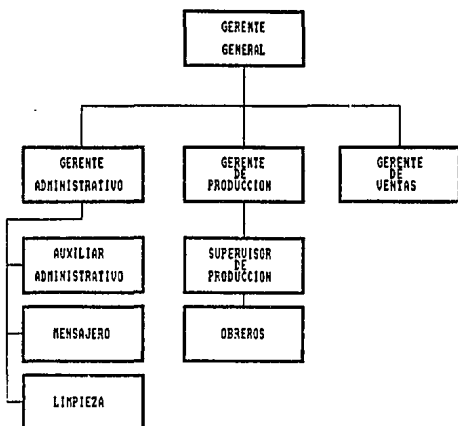 GERENTE
GENERAL
GERENTE
ADMINISTRATIVO
GERENTE
DE
PRODUCCION
GERENTE
DE
VENTAS
AUXILIAR
ADMINISTRATIVO
SUPERVISOR
DE
PRODUCCION
MENSAJERO
OBREROS
LIMPIEZA